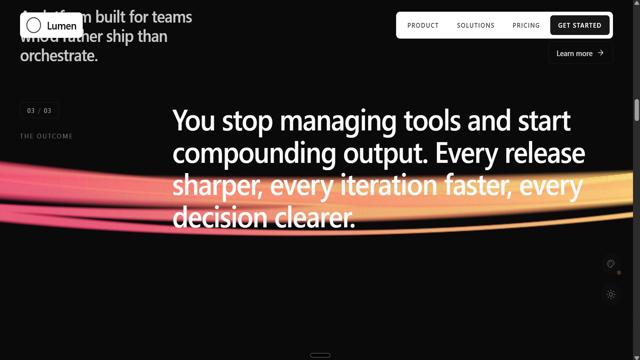 A platform built for teams
who'd rather ship than
orchestrate.
Lumen
PRODUCT
SOLUTIONS
PRICING
GET STARTED
Learn more →
03 / 03
THE OUTCOME
You stop managing tools and start
compounding output. Every release
sharper, every iteration faster, every
decision clearer.